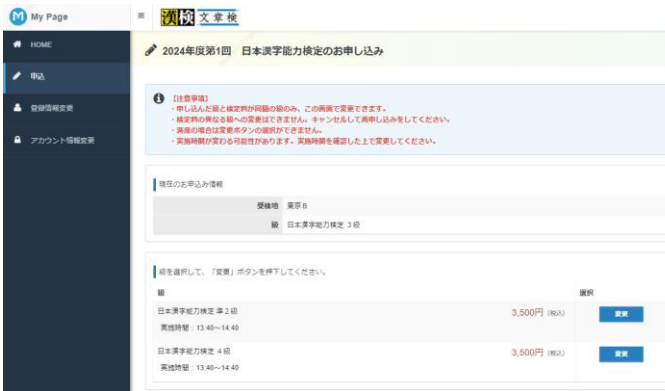 M My Page
漢検 文章検
HOME
2024年度第1回 日本漢字能力検定のお申し込み
申込
登録情報変更
アカウント情報変更
【注意事項】
・申し込んだ級と検定料が同額の級のみ、この画面で変更できます。
・検定料の異なる級への変更はできません。キャンセルして再申し込みをしてください。
・満席の場合は変更ボタンの選択ができません。
・実施時間が変わる可能性があります。実施時間を確認した上で変更してください。
現在のお申込み情報
受検地 東京B
級 日本漢字能力検定 3級
級を選択して、「変更」ボタンを押下してください。
級 選択
日本漢字能力検定 準2級 3,500円 (税込) 変更
実施時間：13:40～14:40
日本漢字能力検定 4級 3,500円 (税込) 変更
実施時間：13:40～14:40